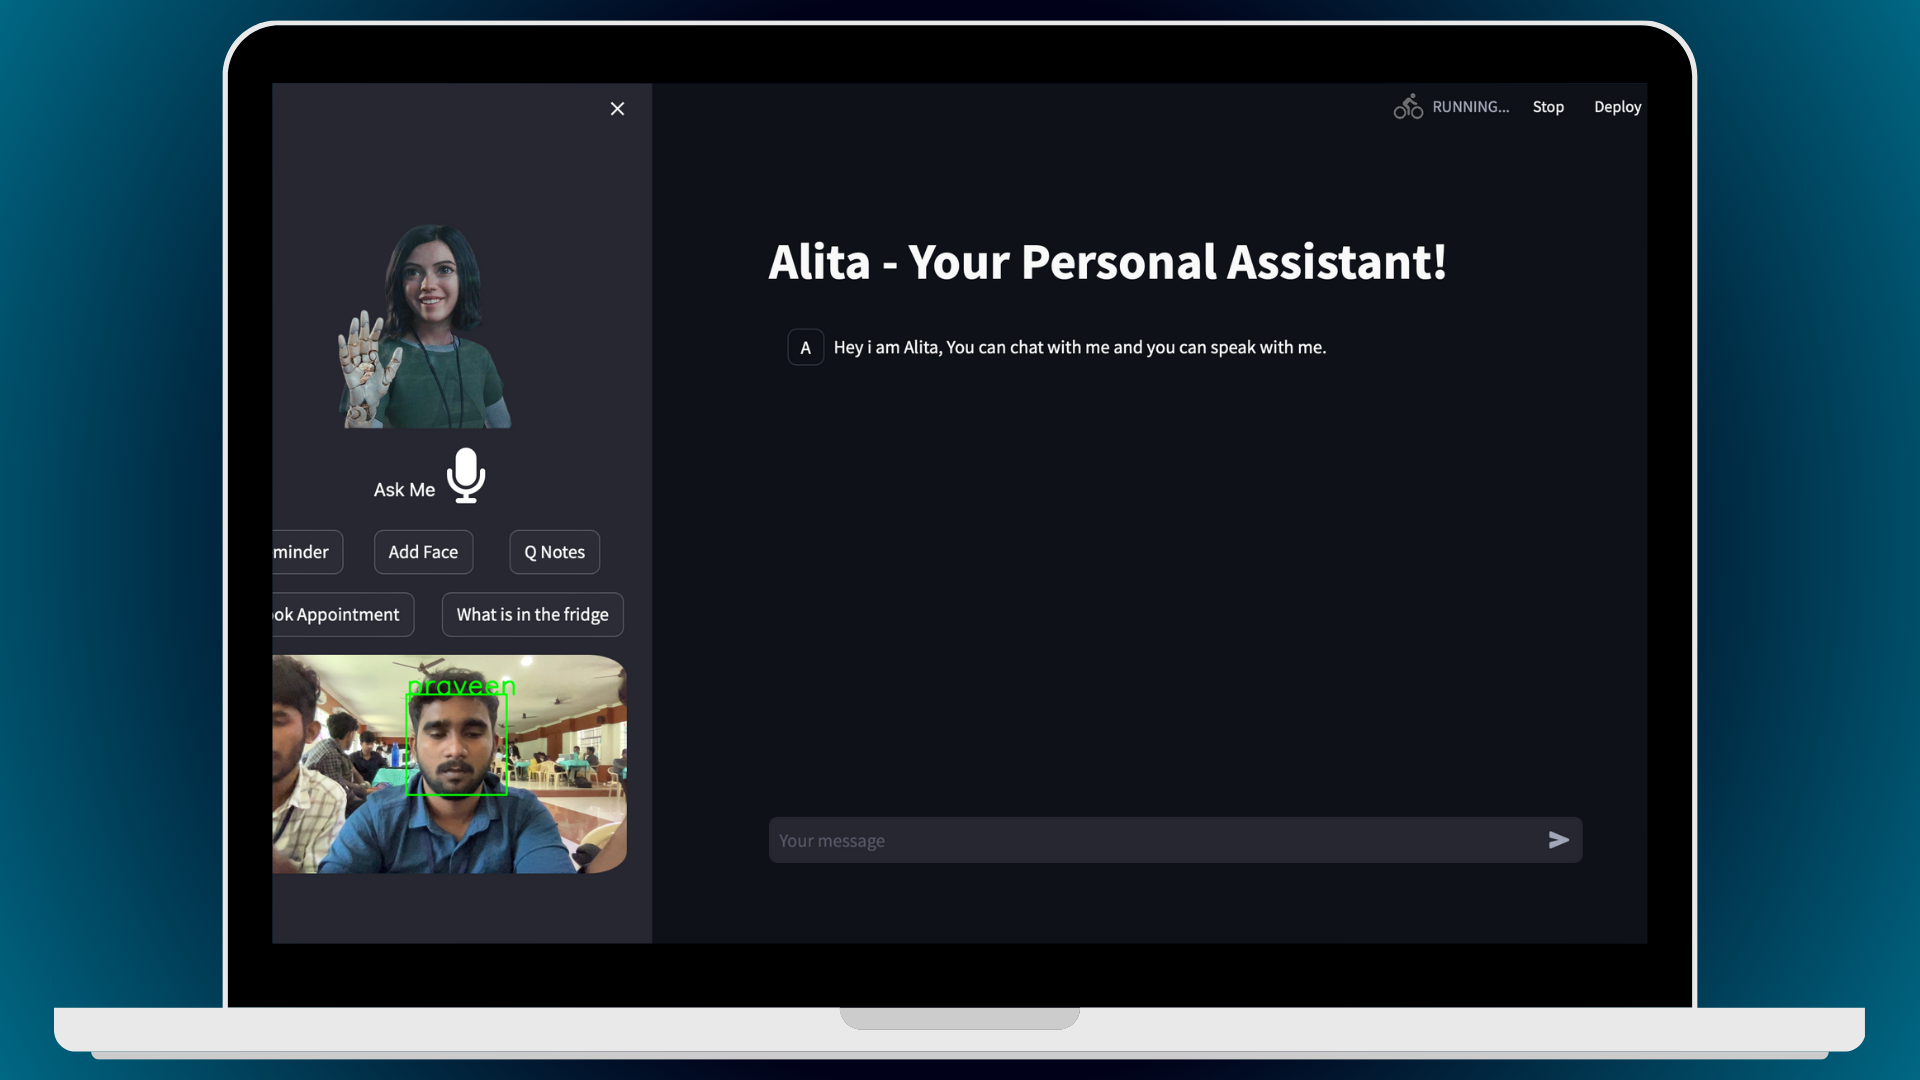 RUNNING...
Stop
Deploy
Alita - Your Personal Assistant!
A
Hey i am Alita, You can chat with me and you can speak with me.
Ask Me
minder
Add Face
Q Notes
ok Appointment
What is in the fridge
praveen
Your message